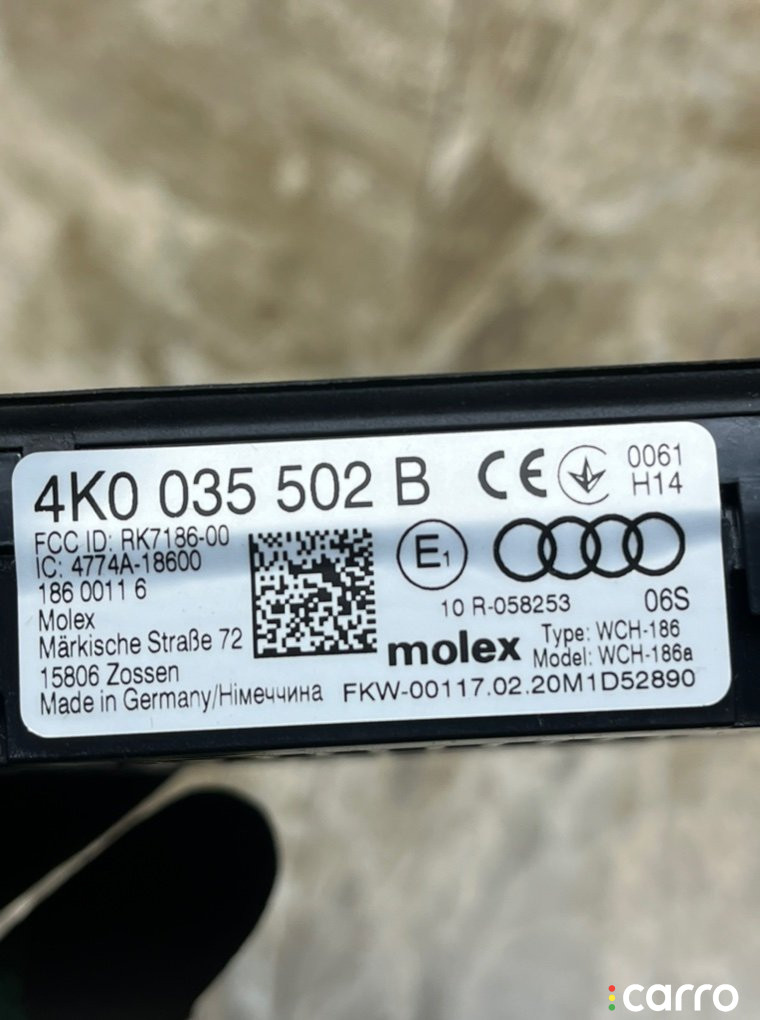 4K0 035 502 B
CE
0061
H14
FCC ID: RK7186-00
IC: 4774A-18600
186 0011 6
Molex
Märkische Straße 72
15806 Zossen
Made in Germany/Німеччина
E1
10 R-058253
06S
molex
Type: WCH-186
Model: WCH-186a
FKW-00117.02.20M1D52890
carro